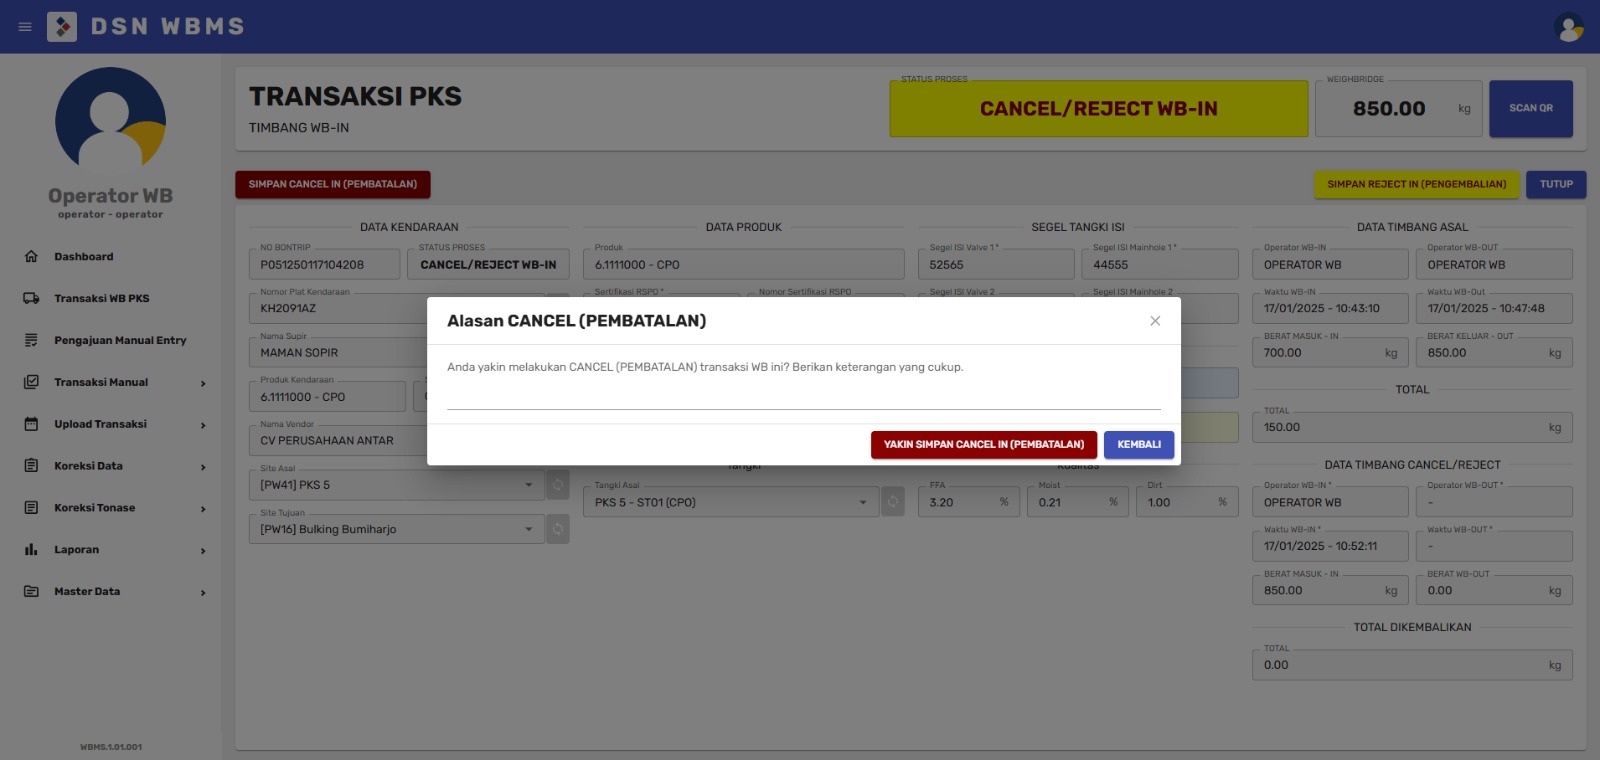 DSN WBMS
Operator WB
operator - operator
Dashboard
Transaksi WB PKS
Pengajuan Manual Entry
Transaksi Manual
Upload Transaksi
Koreksi Data
Koreksi Tonase
Laporan
Master Data
WBMS.1.01.001
TRANSAKSI PKS
TIMBANG WB-IN
STATUS PROSES
CANCEL/REJECT WB-IN
WEIGHBRIDGE
850.00 kg
SCAN QR
SIMPAN CANCEL IN (PEMBATALAN)
SIMPAN REJECT IN (PENGEMBALIAN)
TUTUP
DATA KENDARAAN
NO BONTRIP
P051250117104208
STATUS PROSES
CANCEL/REJECT WB-IN
Nomor Plat Kendaraan
KH2091AZ
Nama Supir
MAMAN SOPIR
Produk Kendaraan
6.1111000 - CPO
Nama Vendor
CV PERUSAHAAN ANTAR
Site Asal
[PW41] PKS 5
Site Tujuan
[PW16] Bulking Bumiharjo
DATA PRODUK
Produk
6.1111000 - CPO
Sertifikasi RSPO *
Nomor Sertifikasi RSPO
Tangki
Tangki Asal
PKS 5 - ST01 (CPO)
SEGEL TANGKI ISI
Segel ISI Valve 1 *
52565
Segel ISI Mainhole 1 *
44555
Segel ISI Valve 2
Segel ISI Mainhole 2
Kualitas
FFA
3.20 %
Moist
0.21 %
Dirt
1.00 %
DATA TIMBANG ASAL
Operator WB-IN
OPERATOR WB
Operator WB-OUT
OPERATOR WB
Waktu WB-IN
17/01/2025 - 10:43:10
Waktu WB-Out
17/01/2025 - 10:47:48
BERAT MASUK - IN
700.00 kg
BERAT KELUAR - OUT
850.00 kg
TOTAL
TOTAL
150.00 kg
DATA TIMBANG CANCEL/REJECT
Operator WB-IN *
OPERATOR WB
Operator WB-OUT *
-
Waktu WB-IN *
17/01/2025 - 10:52:11
Waktu WB-OUT *
-
BERAT MASUK - IN
850.00 kg
BERAT WB-OUT
0.00 kg
TOTAL DIKEMBALIKAN
TOTAL
0.00 kg
Alasan CANCEL (PEMBATALAN)
Anda yakin melakukan CANCEL (PEMBATALAN) transaksi WB ini? Berikan keterangan yang cukup.
YAKIN SIMPAN CANCEL IN (PEMBATALAN)
KEMBALI